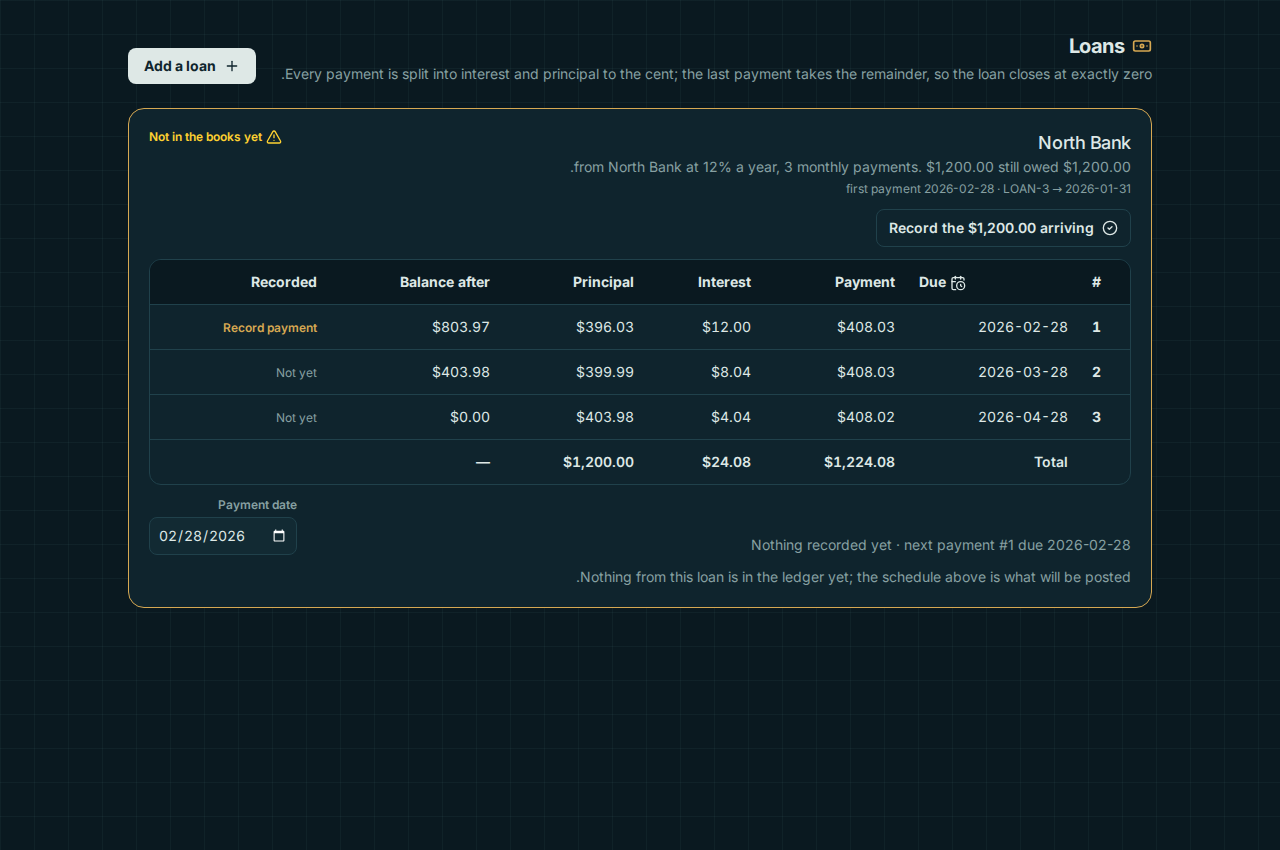 Loans
.Every payment is split into interest and principal to the cent; the last payment takes the remainder, so the loan closes at exactly zero
Add a loan
North Bank
Not in the books yet
.from North Bank at 12% a year, 3 monthly payments. $1,200.00 still owed $1,200.00
first payment 2026-02-28 · LOAN-3 → 2026-01-31
Record the $1,200.00 arriving
Recorded Balance after Principal Interest Payment Due #
Record payment $803.97 $396.03 $12.00 $408.03 2026-02-28 1
Not yet $403.98 $399.99 $8.04 $408.03 2026-03-28 2
Not yet $0.00 $403.98 $4.04 $408.02 2026-04-28 3
— $1,200.00 $24.08 $1,224.08 Total
Payment date
02/28/2026
Nothing recorded yet · next payment #1 due 2026-02-28
.Nothing from this loan is in the ledger yet; the schedule above is what will be posted